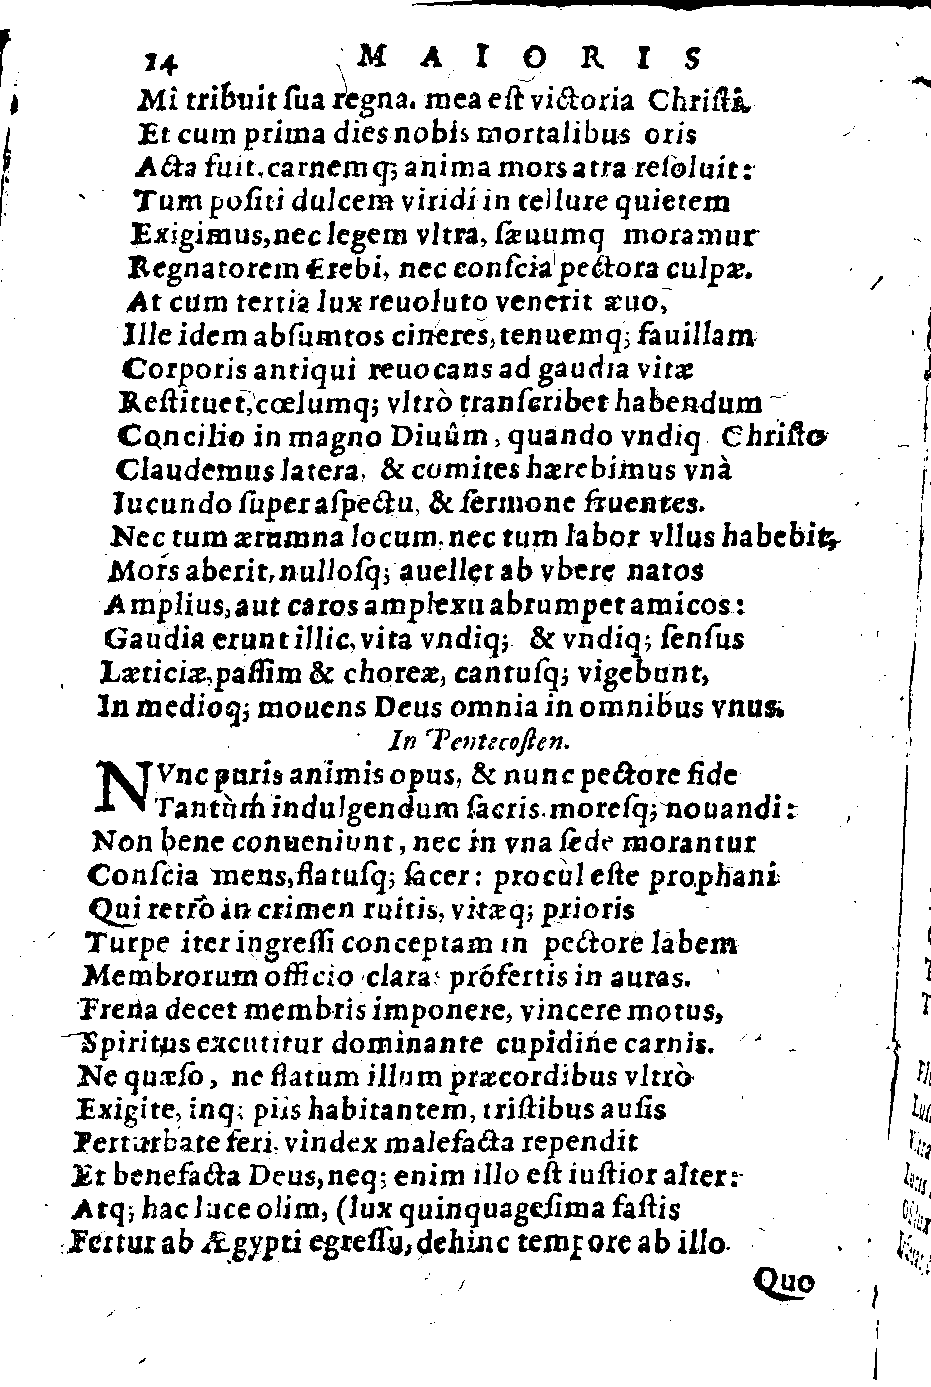 14 MAIORIS
Mi tribuit ſua regna. mea eſt victoria Chriſti.
Et cum prima dies nobis mortalibus oris
Acta fuit, carnemq; anima mors atra reſoluit:
Tum poſiti dulcem viridi in tellure quietem
Exigimus, nec legem vltra, ſæuumq moramur
Regnatorem Erebi, nec conſcia pectora culpæ.
At cum tertia lux reuoluto venerit æuo,
Ille idem abſumtos cineres, tenuemq; fauillam
Corporis antiqui reuocans ad gaudia vitæ
Reſtituet, cœlumq; vltrò tranſcribet habendum
Concilio in magno Diuûm, quando vndiq Chriſto
Claudemus latera, & comites hærebimus vnà
Iucundo ſuper aſpectu, & ſermone fruentes.
Nec tum ærumna locum, nec tum labor vllus habebit,
Mors aberit, nulloſq; auellet ab vbere natos
Amplius, aut caros amplexu abrumpet amicos:
Gaudia erunt illic, vita vndiq; & vndiq; ſenſus
Læticiæ, paſſim & choreæ, cantuſq; vigebunt,
In medioq; mouens Deus omnia in omnibus vnus.
In Pentecoſten.
NVnc puris animis opus, & nunc pectore fide
Tantùm indulgendum ſacris. moreſq; nouandi:
Non bene conueniunt, nec in vna ſede morantur
Conſcia mens, flatuſq; ſacer: procùl eſte prophani
Qui retrò in crimen ruitis, vitæq; prioris
Turpe iter ingreſſi conceptam in pectore labem
Membrorum officio clara: prófertis in auras.
Frena decet membris imponere, vincere motus,
Spiritus excutitur dominante cupidine carnis.
Ne quæſo, ne flatum illum præcordibus vltrò
Exigite, inq; piis habitantem, triſtibus auſis
Perturbate feri, vindex malefacta rependit
Et benefacta Deus, neq; enim illo eſt iuſtior alter:
Atq; hac luce olim, (lux quinquageſima faſtis
Fertur ab Ægypti egreſſu, dehinc tempore ab illo
Quo